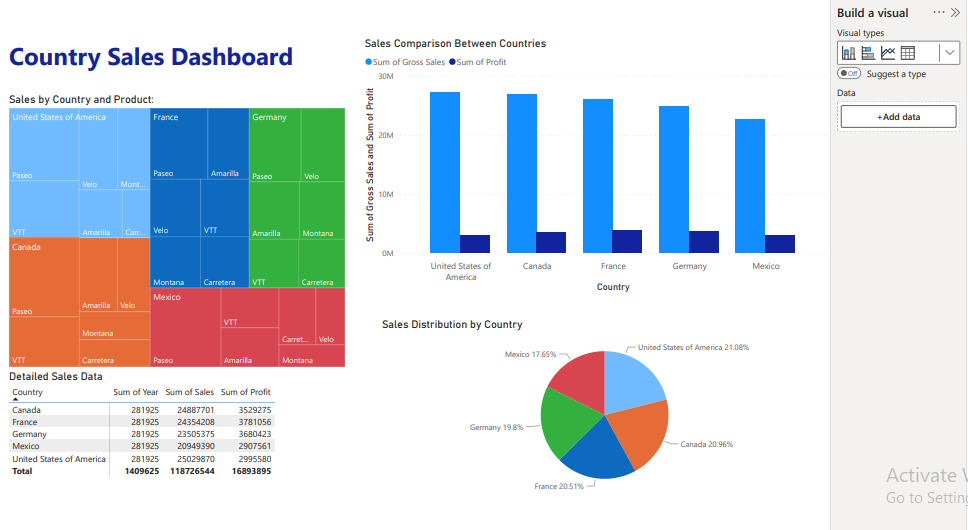 Country Sales Dashboard
Sales by Country and Product:
United States of America
Paseo
Velo
Mont...
VTT
Amarilla
Carr...
France
Paseo
Amarilla
Velo
VTT
Montana
Carretera
Germany
Paseo
Velo
Amarilla
Montana
VTT
Carretera
Canada
Paseo
Amarilla
Velo
Montana
VTT
Carretera
Mexico
Paseo
VTT
Amarilla
Carret...
Velo
Montana
Detailed Sales Data
Country Sum of Year Sum of Sales Sum of Profit
Canada 281925 24887701 3529275
France 281925 24354208 3781056
Germany 281925 23505375 3680423
Mexico 281925 20949390 2907561
United States of America 281925 25029870 2995580
Total 1409625 118726544 16893895
Sales Comparison Between Countries
Sum of Gross Sales Sum of Profit
Sum of Gross Sales and Sum of Profit
30M
20M
10M
0M
United States of
America
Canada
France
Germany
Mexico
Country
Sales Distribution by Country
United States of America 21.08%
Canada 20.96%
France 20.51%
Germany 19.8%
Mexico 17.65%
Build a visual
Visual types
Off Suggest a type
Data
+Add data
Activate
Go to Setting